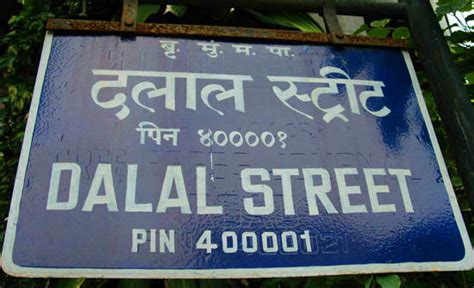 बृ. मु. म. पा.
दलाल स्ट्रीट
पिन ४००००१
DALAL STREET
PIN 400001